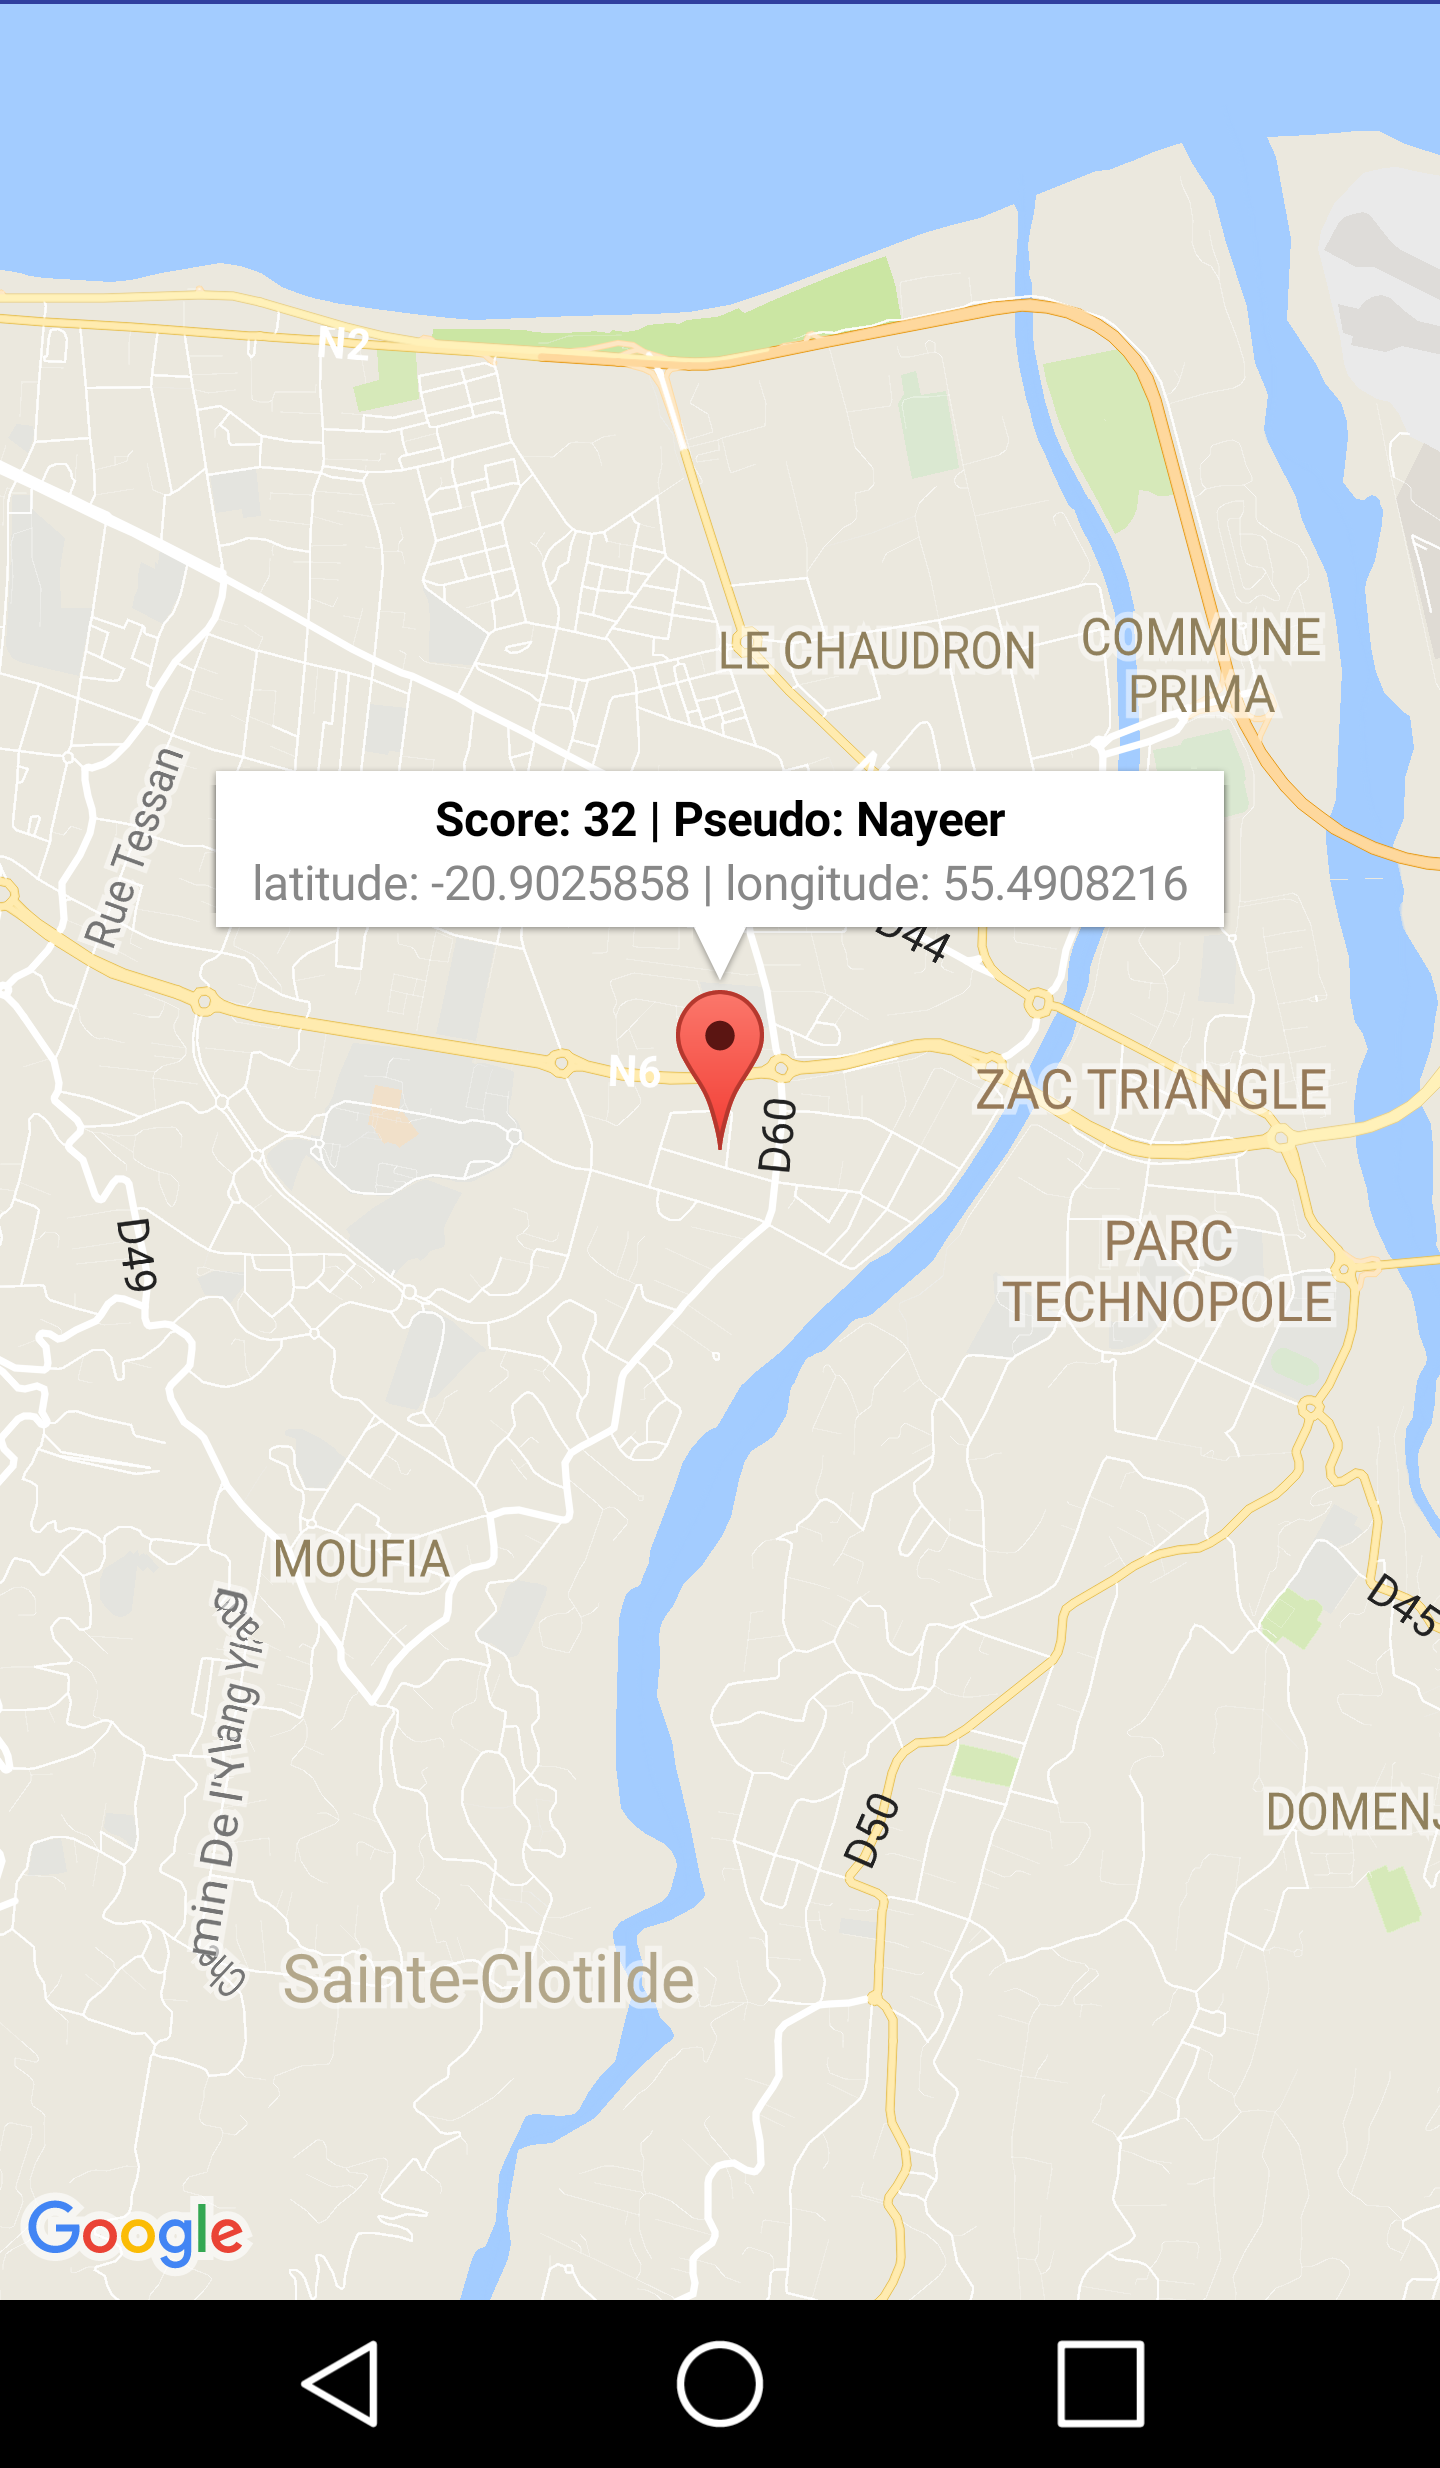 N2
LE CHAUDRON
COMMUNE
PRIMA
Rue Tessan
Score: 32 | Pseudo: Nayeer
latitude: -20.9025858 | longitude: 55.4908216
D44
N6
ZAC TRIANGLE
D60
D49
PARC
TECHNOPOLE
MOUFIA
D45
Chemin De l'Ylang Ylang
DOMENJ
D50
Sainte-Clotilde
Google